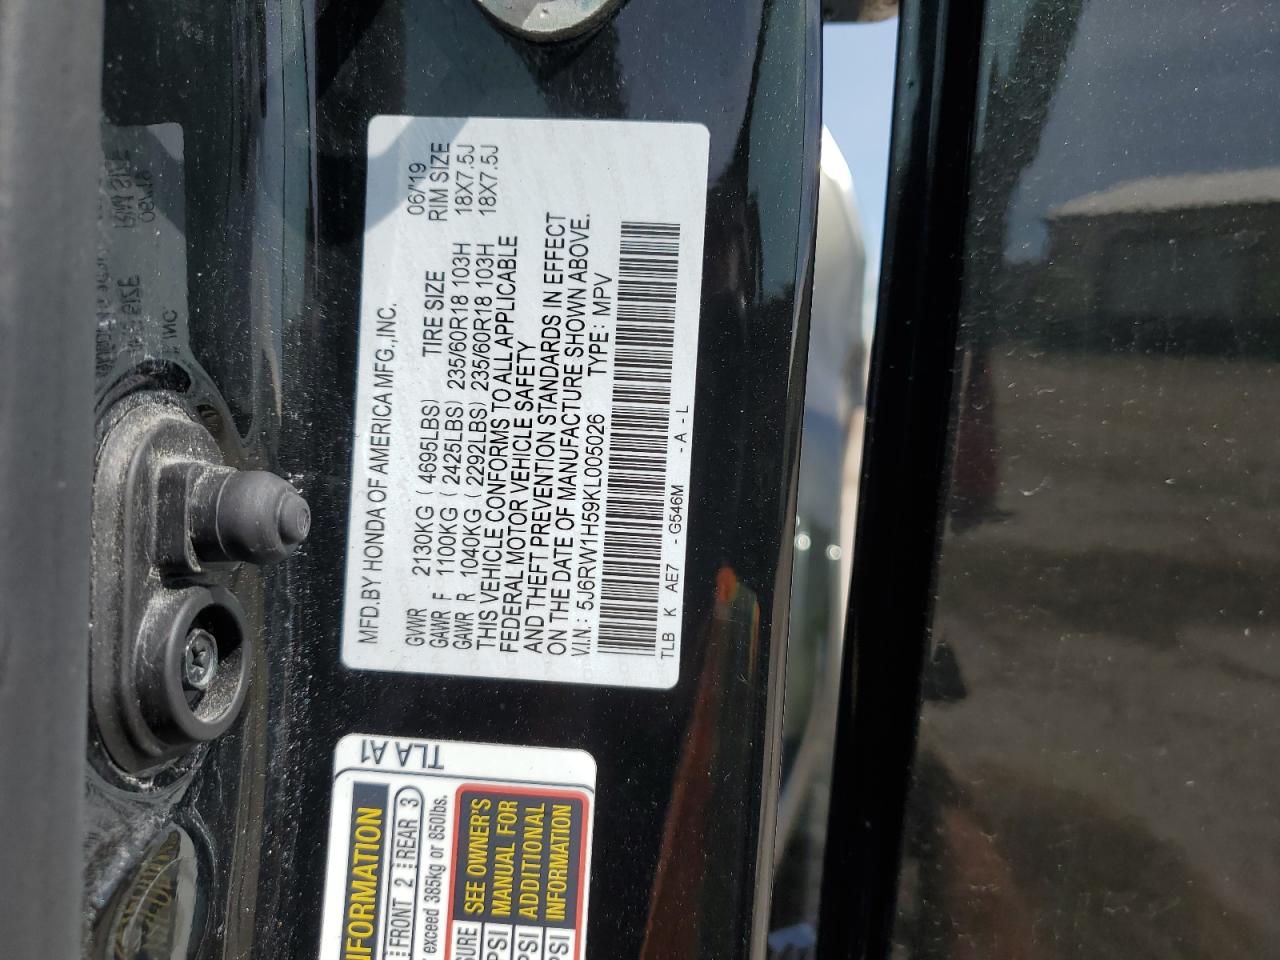 MFD.BY HONDA OF AMERICA MFG.,INC.
06/'19
GVWR 2130KG ( 4695LBS) TIRE SIZE RIM SIZE
GAWR F 1100KG ( 2425LBS) 235/60R18 103H 18X7.5J
GAWR R 1040KG ( 2292LBS) 235/60R18 103H 18X7.5J
THIS VEHICLE CONFORMS TO ALL APPLICABLE
FEDERAL MOTOR VEHICLE SAFETY
AND THEFT PREVENTION STANDARDS IN EFFECT
ON THE DATE OF MANUFACTURE SHOWN ABOVE.
V.I.N.: 5J6RW1H59KL005026 TYPE: MPV
TLB K AE7 -G546M -A -L
TLA A1
FRONT 2 REAR 3
exceed 385kg or 850lbs.
SEE OWNER'S
MANUAL FOR
ADDITIONAL
INFORMATION
PSI
PSI
PSI